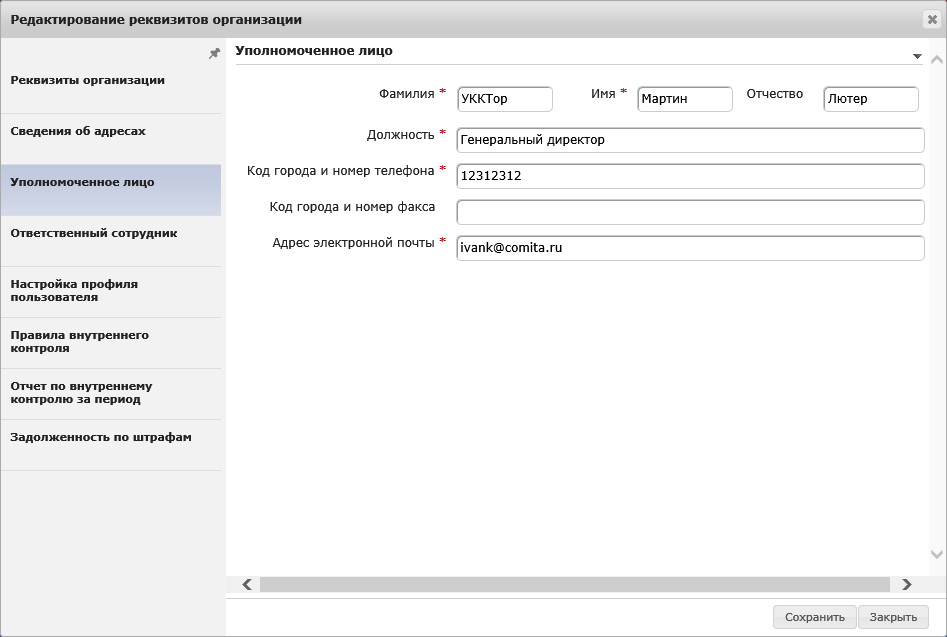 Редактирование реквизитов организации
Реквизиты организации
Сведения об адресах
Уполномоченное лицо
Ответственный сотрудник
Настройка профиля
пользователя
Правила внутреннего
контроля
Отчет по внутреннему
контролю за период
Задолженность по штрафам
Уполномоченное лицо
Фамилия * УККТор Имя * Мартин Отчество Лютер
Должность * Генеральный директор
Код города и номер телефона * 12312312
Код города и номер факса
Адрес электронной почты * ivank@comita.ru
Сохранить Закрыть